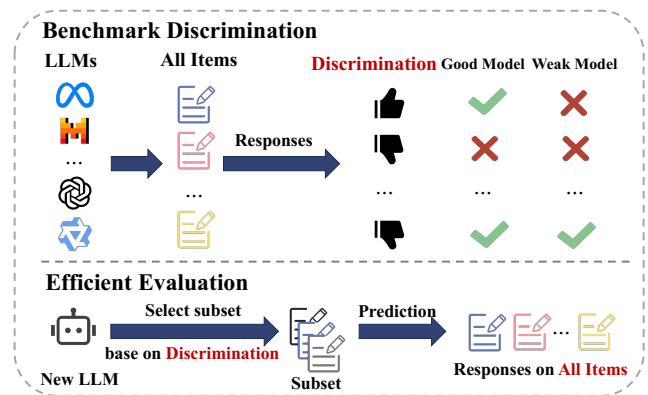 Benchmark Discrimination
LLMs
All Items
Discrimination Good Model Weak Model
Responses
...
...
...
...
...
Efficient Evaluation
Select subset
base on Discrimination
Prediction
...
New LLM
Subset
Responses on All Items